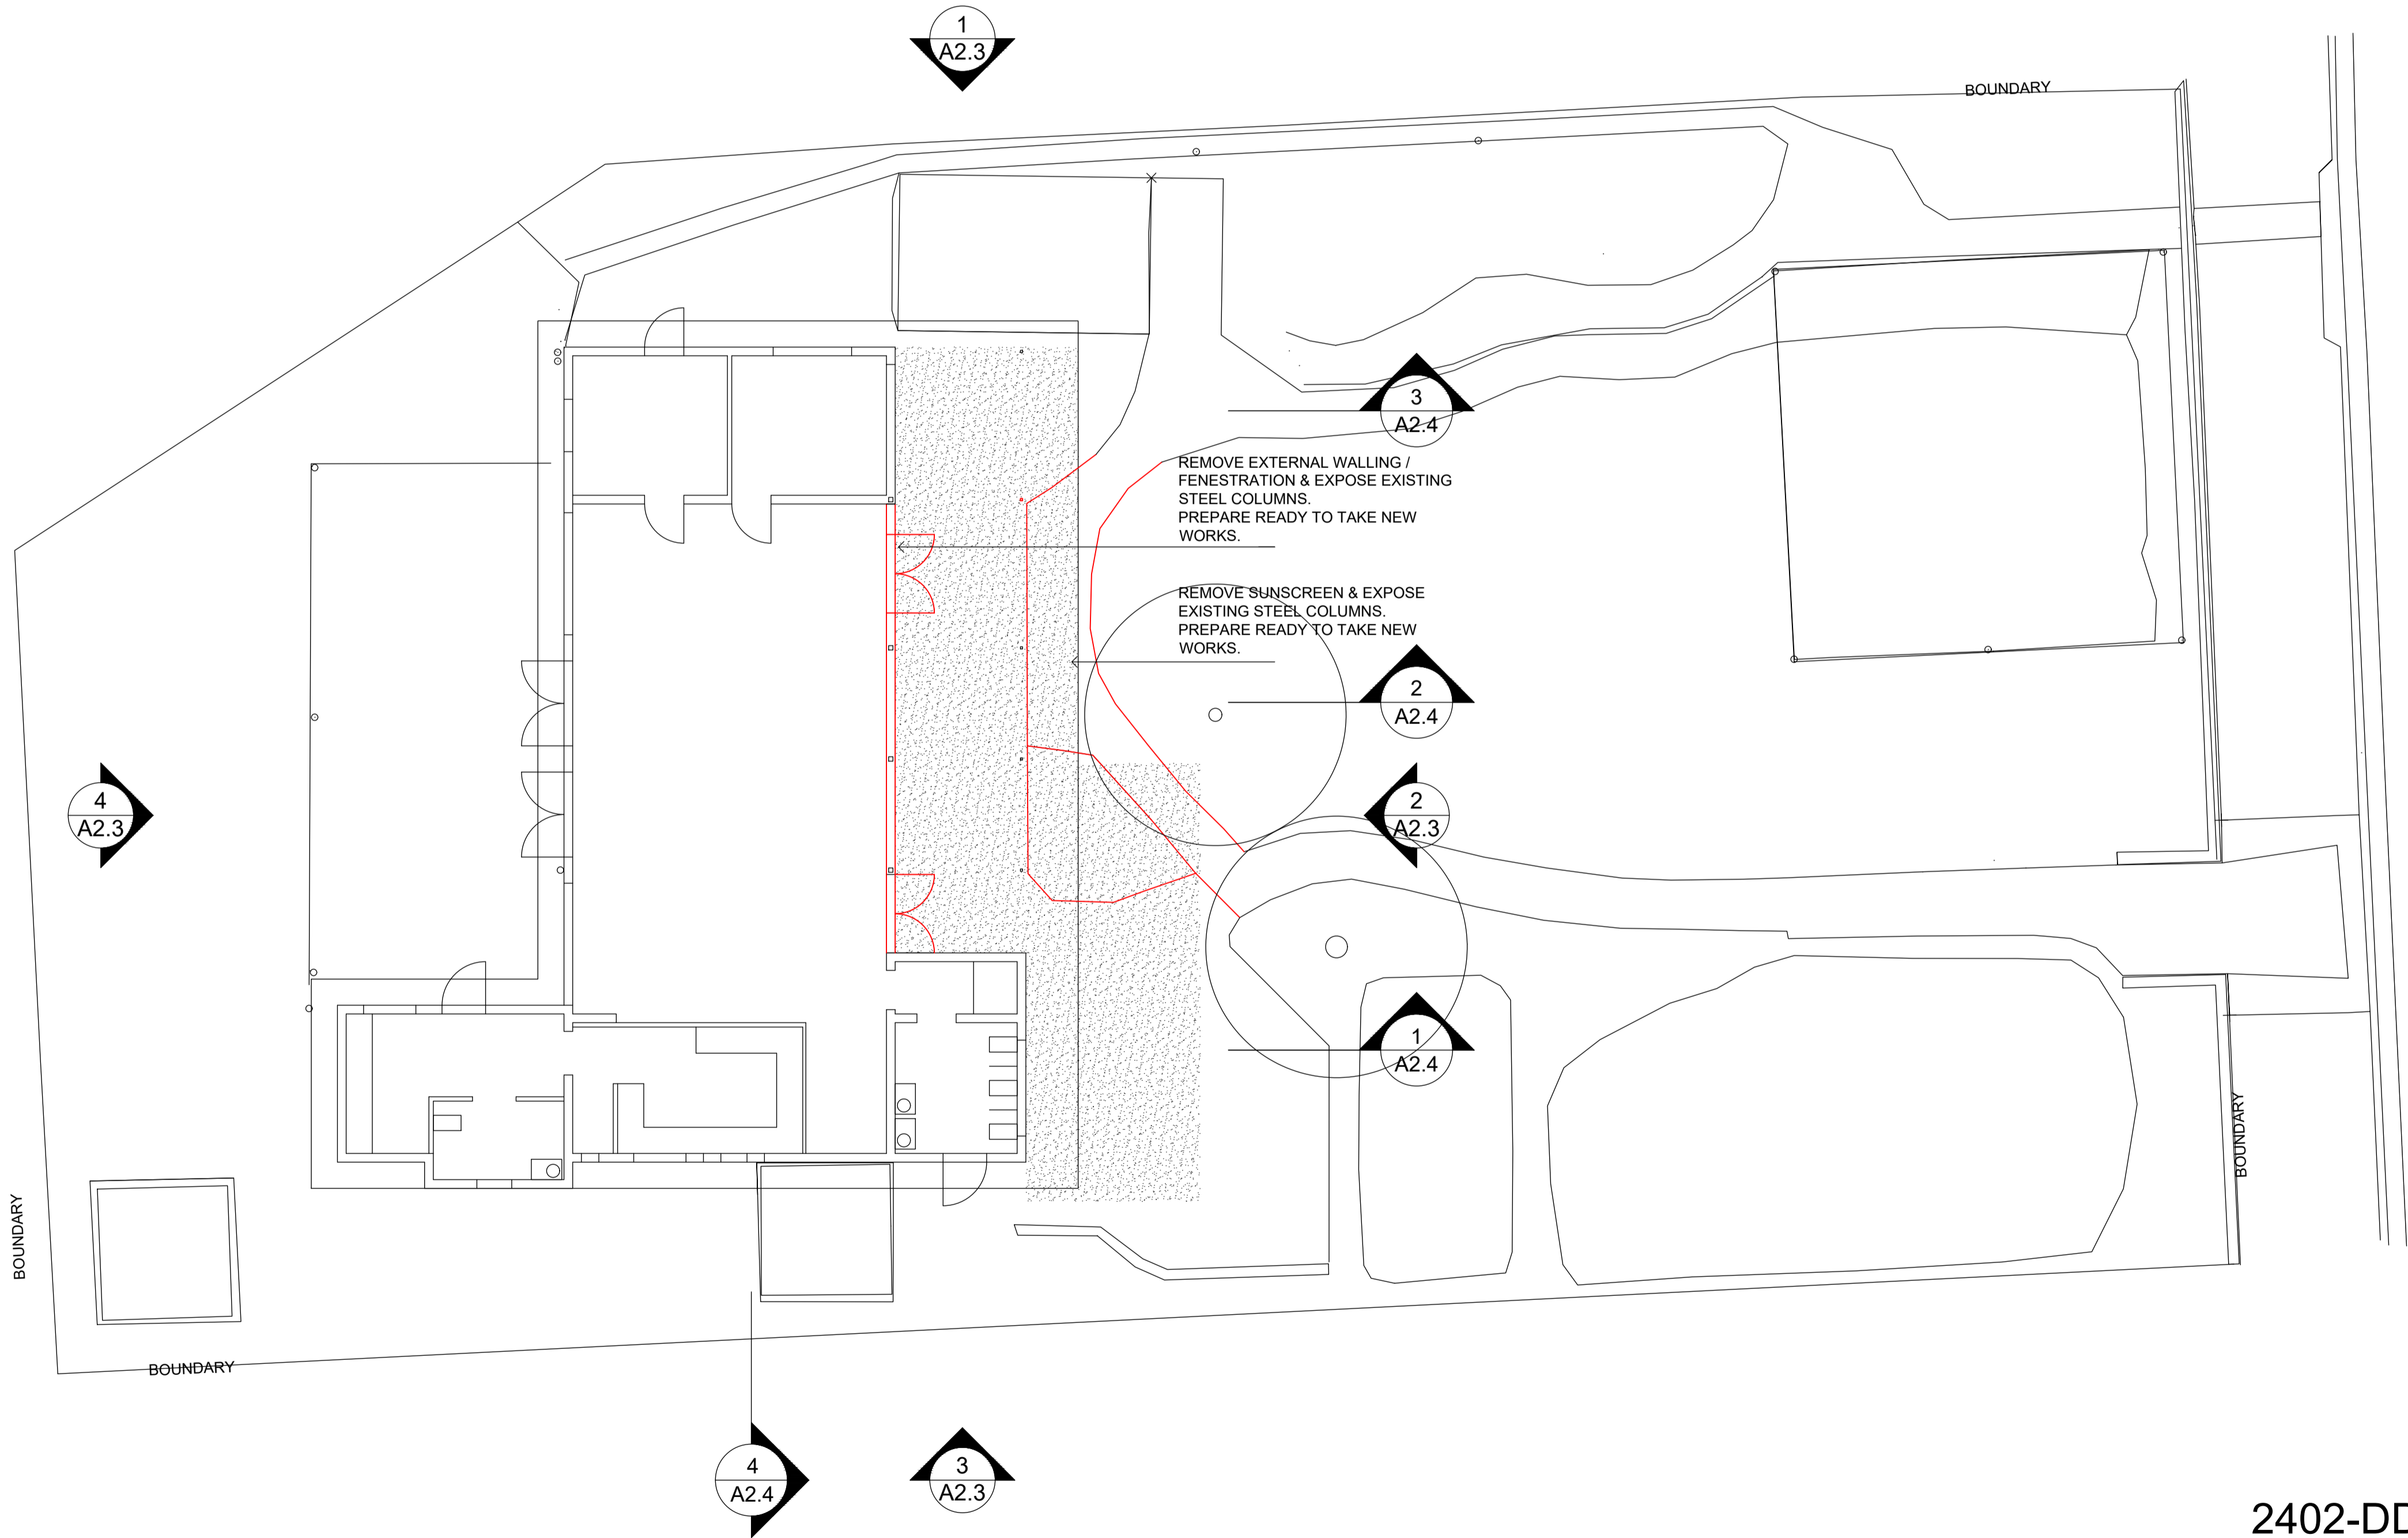 1
A2.3
BOUNDARY
3
A2.4
REMOVE EXTERNAL WALLING /
FENESTRATION & EXPOSE EXISTING
STEEL COLUMNS.
PREPARE READY TO TAKE NEW
WORKS.
REMOVE SUNSCREEN & EXPOSE
EXISTING STEEL COLUMNS.
PREPARE READY TO TAKE NEW
WORKS.
2
A2.4
4
A2.3
2
A2.3
1
A2.4
BOUNDARY
BOUNDARY
BOUNDARY
4
A2.4
3
A2.3
2402-DD